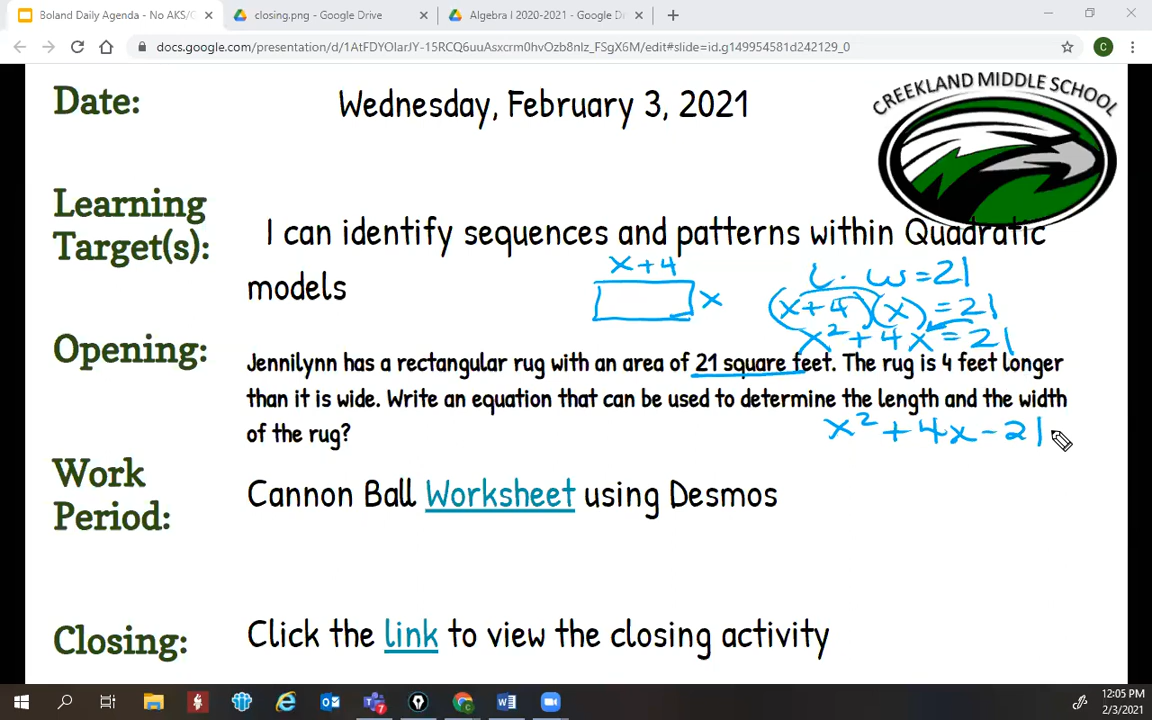 Boland Daily Agenda - No AKS/C
closing.png - Google Drive
Algebra I 2020-2021 - Google Dr
docs.google.com/presentation/d/1AtFDYOlarJY-15RCQ6uuAsxcrm0hvOzb8nlz_FSgX6M/edit#slide=id.g149954581d242129_0
C
Date:
Wednesday, February 3, 2021
CREEKLAND MIDDLE SCHOOL
Learning
Target(s):
I can identify sequences and patterns within Quadratic
models
x+4
x
L. w=21
(x+4)(x)=21
x²+4x=21
Opening:
Jennilynn has a rectangular rug with an area of 21 square feet. The rug is 4 feet longer
than it is wide. Write an equation that can be used to determine the length and the width
of the rug?
x²+4x-21
Work
Period:
Cannon Ball Worksheet using Desmos
Closing:
Click the link to view the closing activity
7
12:05 PM
2/3/2021